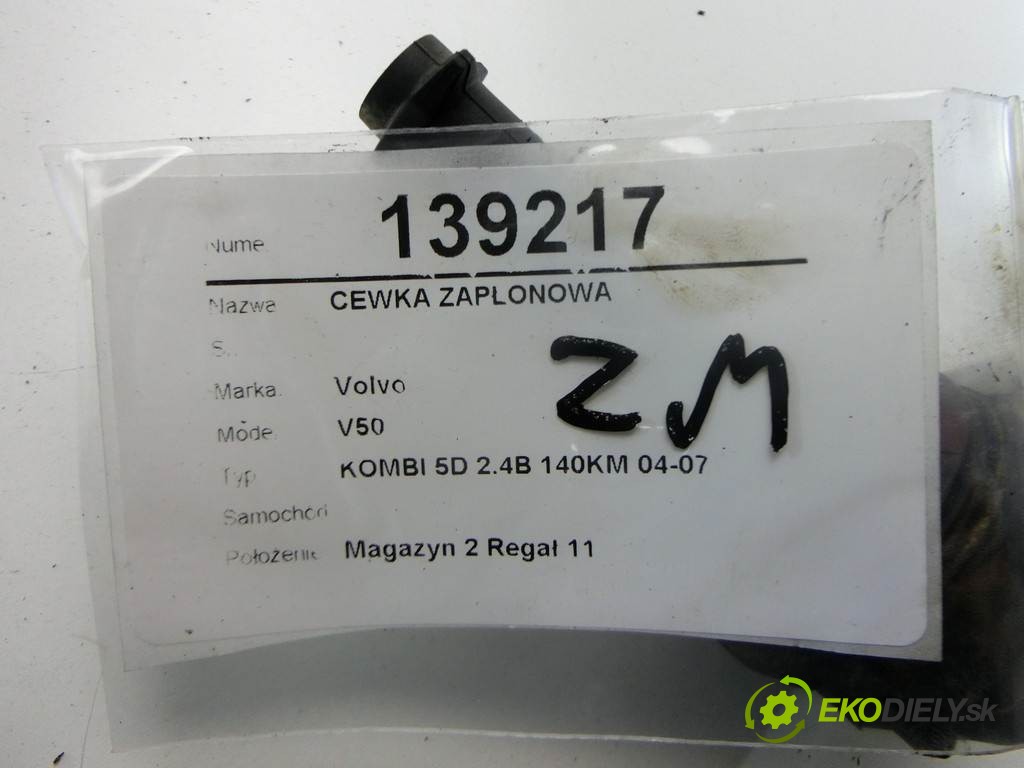 Nume 139217
Nazwa CEWKA ZAPŁONOWA
S
Marka Volvo
ZM
Mode V50
Typ KOMBI 5D 2.4B 140KM 04-07
Samochód
Położenie Magazyn 2 Regał 11
EKODIELY.sk